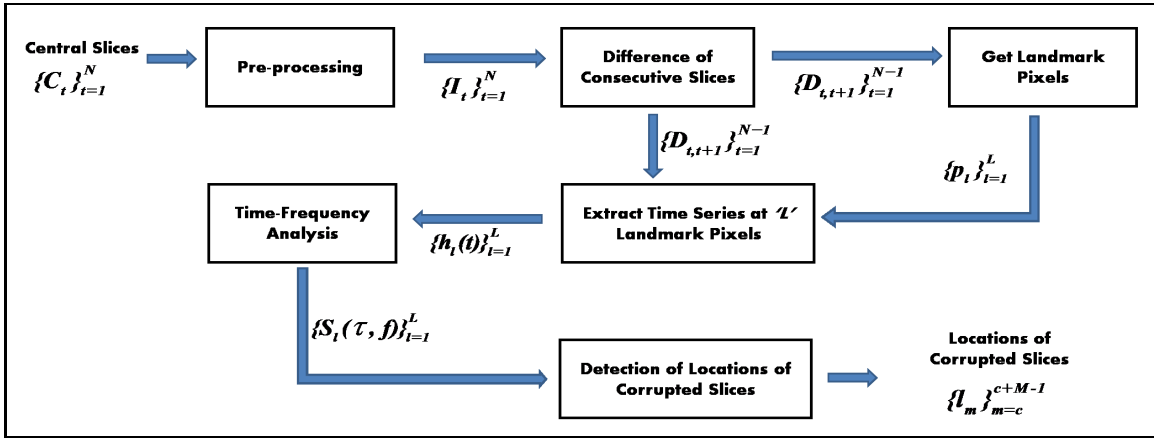 Central Slices
{C_t}_{t=1}^{N}
Pre-processing
{I_t}_{t=1}^{N}
Difference of
Consecutive Slices
{D_{t,t+1}}_{t=1}^{N-1}
Get Landmark
Pixels
{D_{t,t+1}}_{t=1}^{N-1}
{p_l}_{l=1}^{L}
Time-Frequency
Analysis
{h_l(t)}_{l=1}^{L}
Extract Time Series at 'L'
Landmark Pixels
{S_l(τ, f)}_{l=1}^{L}
Detection of Locations of
Corrupted Slices
Locations of
Corrupted Slices
{l_m}_{m=c}^{c+M-1}